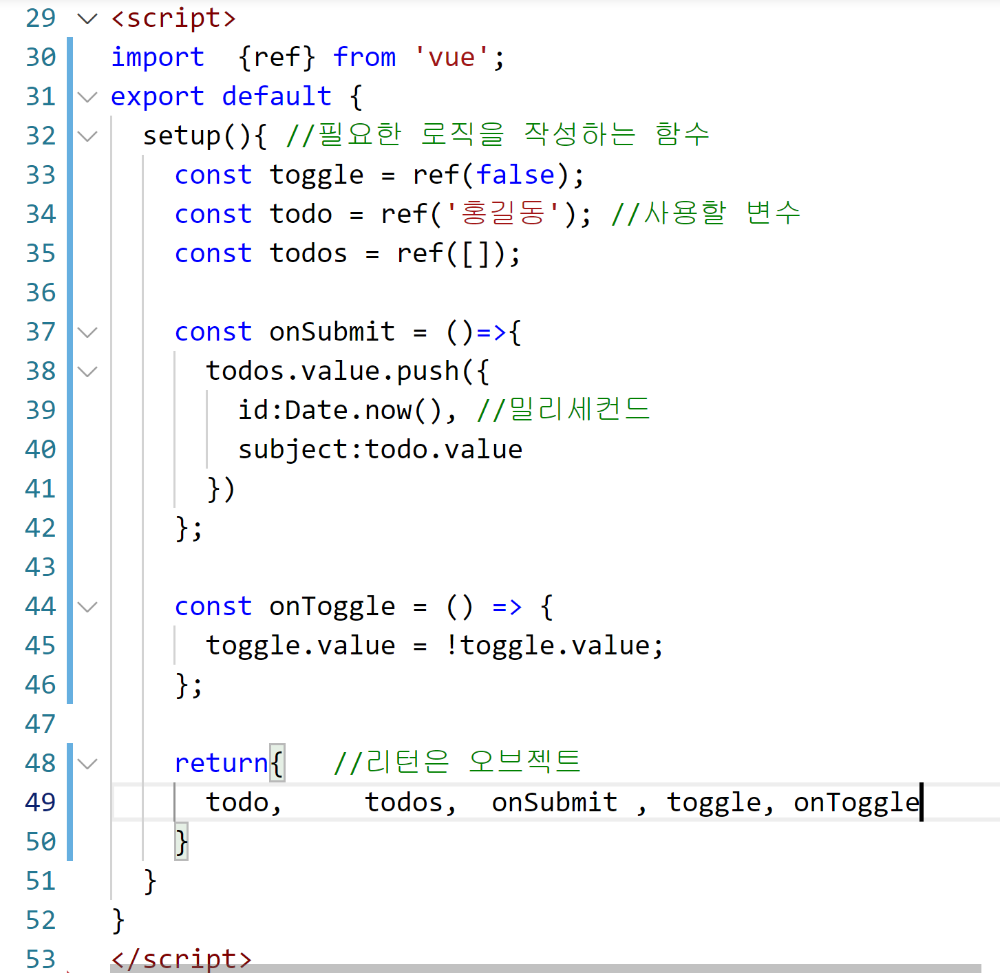 29 <script>
30 import  {ref} from 'vue';
31 export default {
32   setup(){ //필요한 로직을 작성하는 함수
33     const toggle = ref(false);
34     const todo = ref('홍길동'); //사용할 변수
35     const todos = ref([]);
36
37     const onSubmit = ()=>{
38       todos.value.push({
39         id:Date.now(), //밀리세컨드
40         subject:todo.value
41       })
42     };
43
44     const onToggle = () => {
45       toggle.value = !toggle.value;
46     };
47
48     return{   //리턴은 오브젝트
49       todo,     todos,  onSubmit , toggle, onToggle
50     }
51   }
52 }
53 </script>